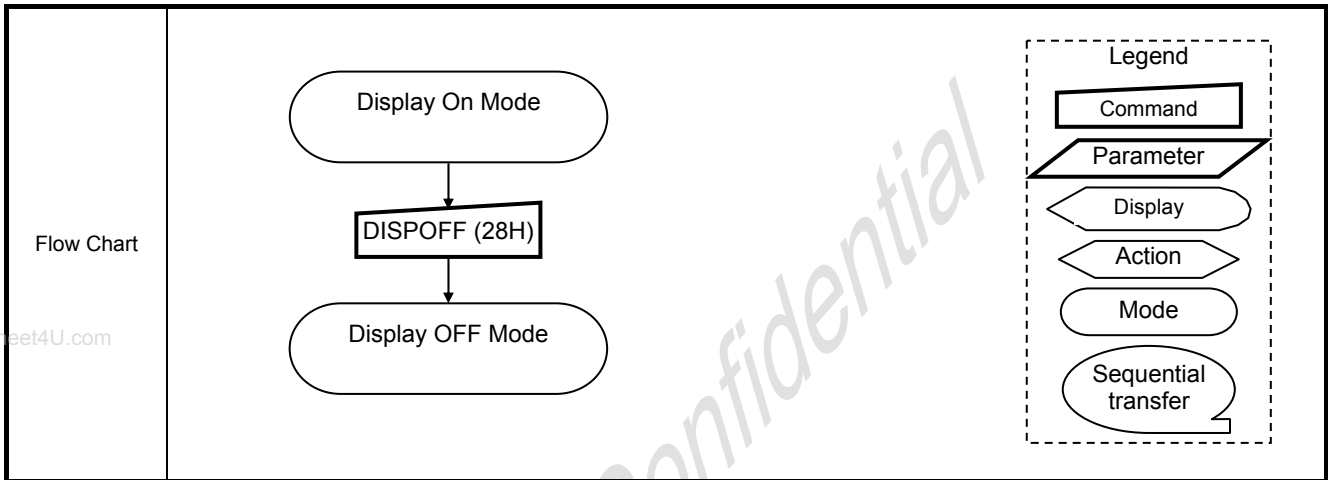 Flow Chart
Display On Mode
DISPOFF (28H)
Display OFF Mode
Legend
Command
Parameter
Display
Action
Mode
Sequential
transfer
eet4U.com
onfidential